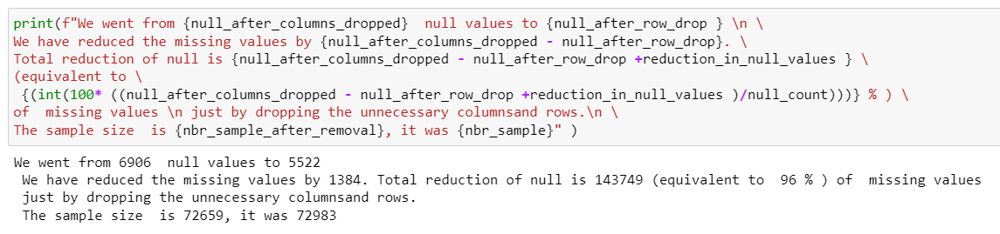 print(f"We went from {null_after_columns_dropped}  null values to {null_after_row_drop } \n \
We have reduced the missing values by {null_after_columns_dropped - null_after_row_drop}. \
Total reduction of null is {null_after_columns_dropped - null_after_row_drop +reduction_in_null_values } \
(equivalent to \
 {(int(100* ((null_after_columns_dropped - null_after_row_drop +reduction_in_null_values )/null_count)))} % ) \
of  missing values \n just by dropping the unnecessary columnsand rows.\n \
The sample size  is {nbr_sample_after_removal}, it was {nbr_sample}" )
We went from 6906  null values to 5522
 We have reduced the missing values by 1384. Total reduction of null is 143749 (equivalent to  96 % ) of  missing values
 just by dropping the unnecessary columnsand rows.
 The sample size  is 72659, it was 72983